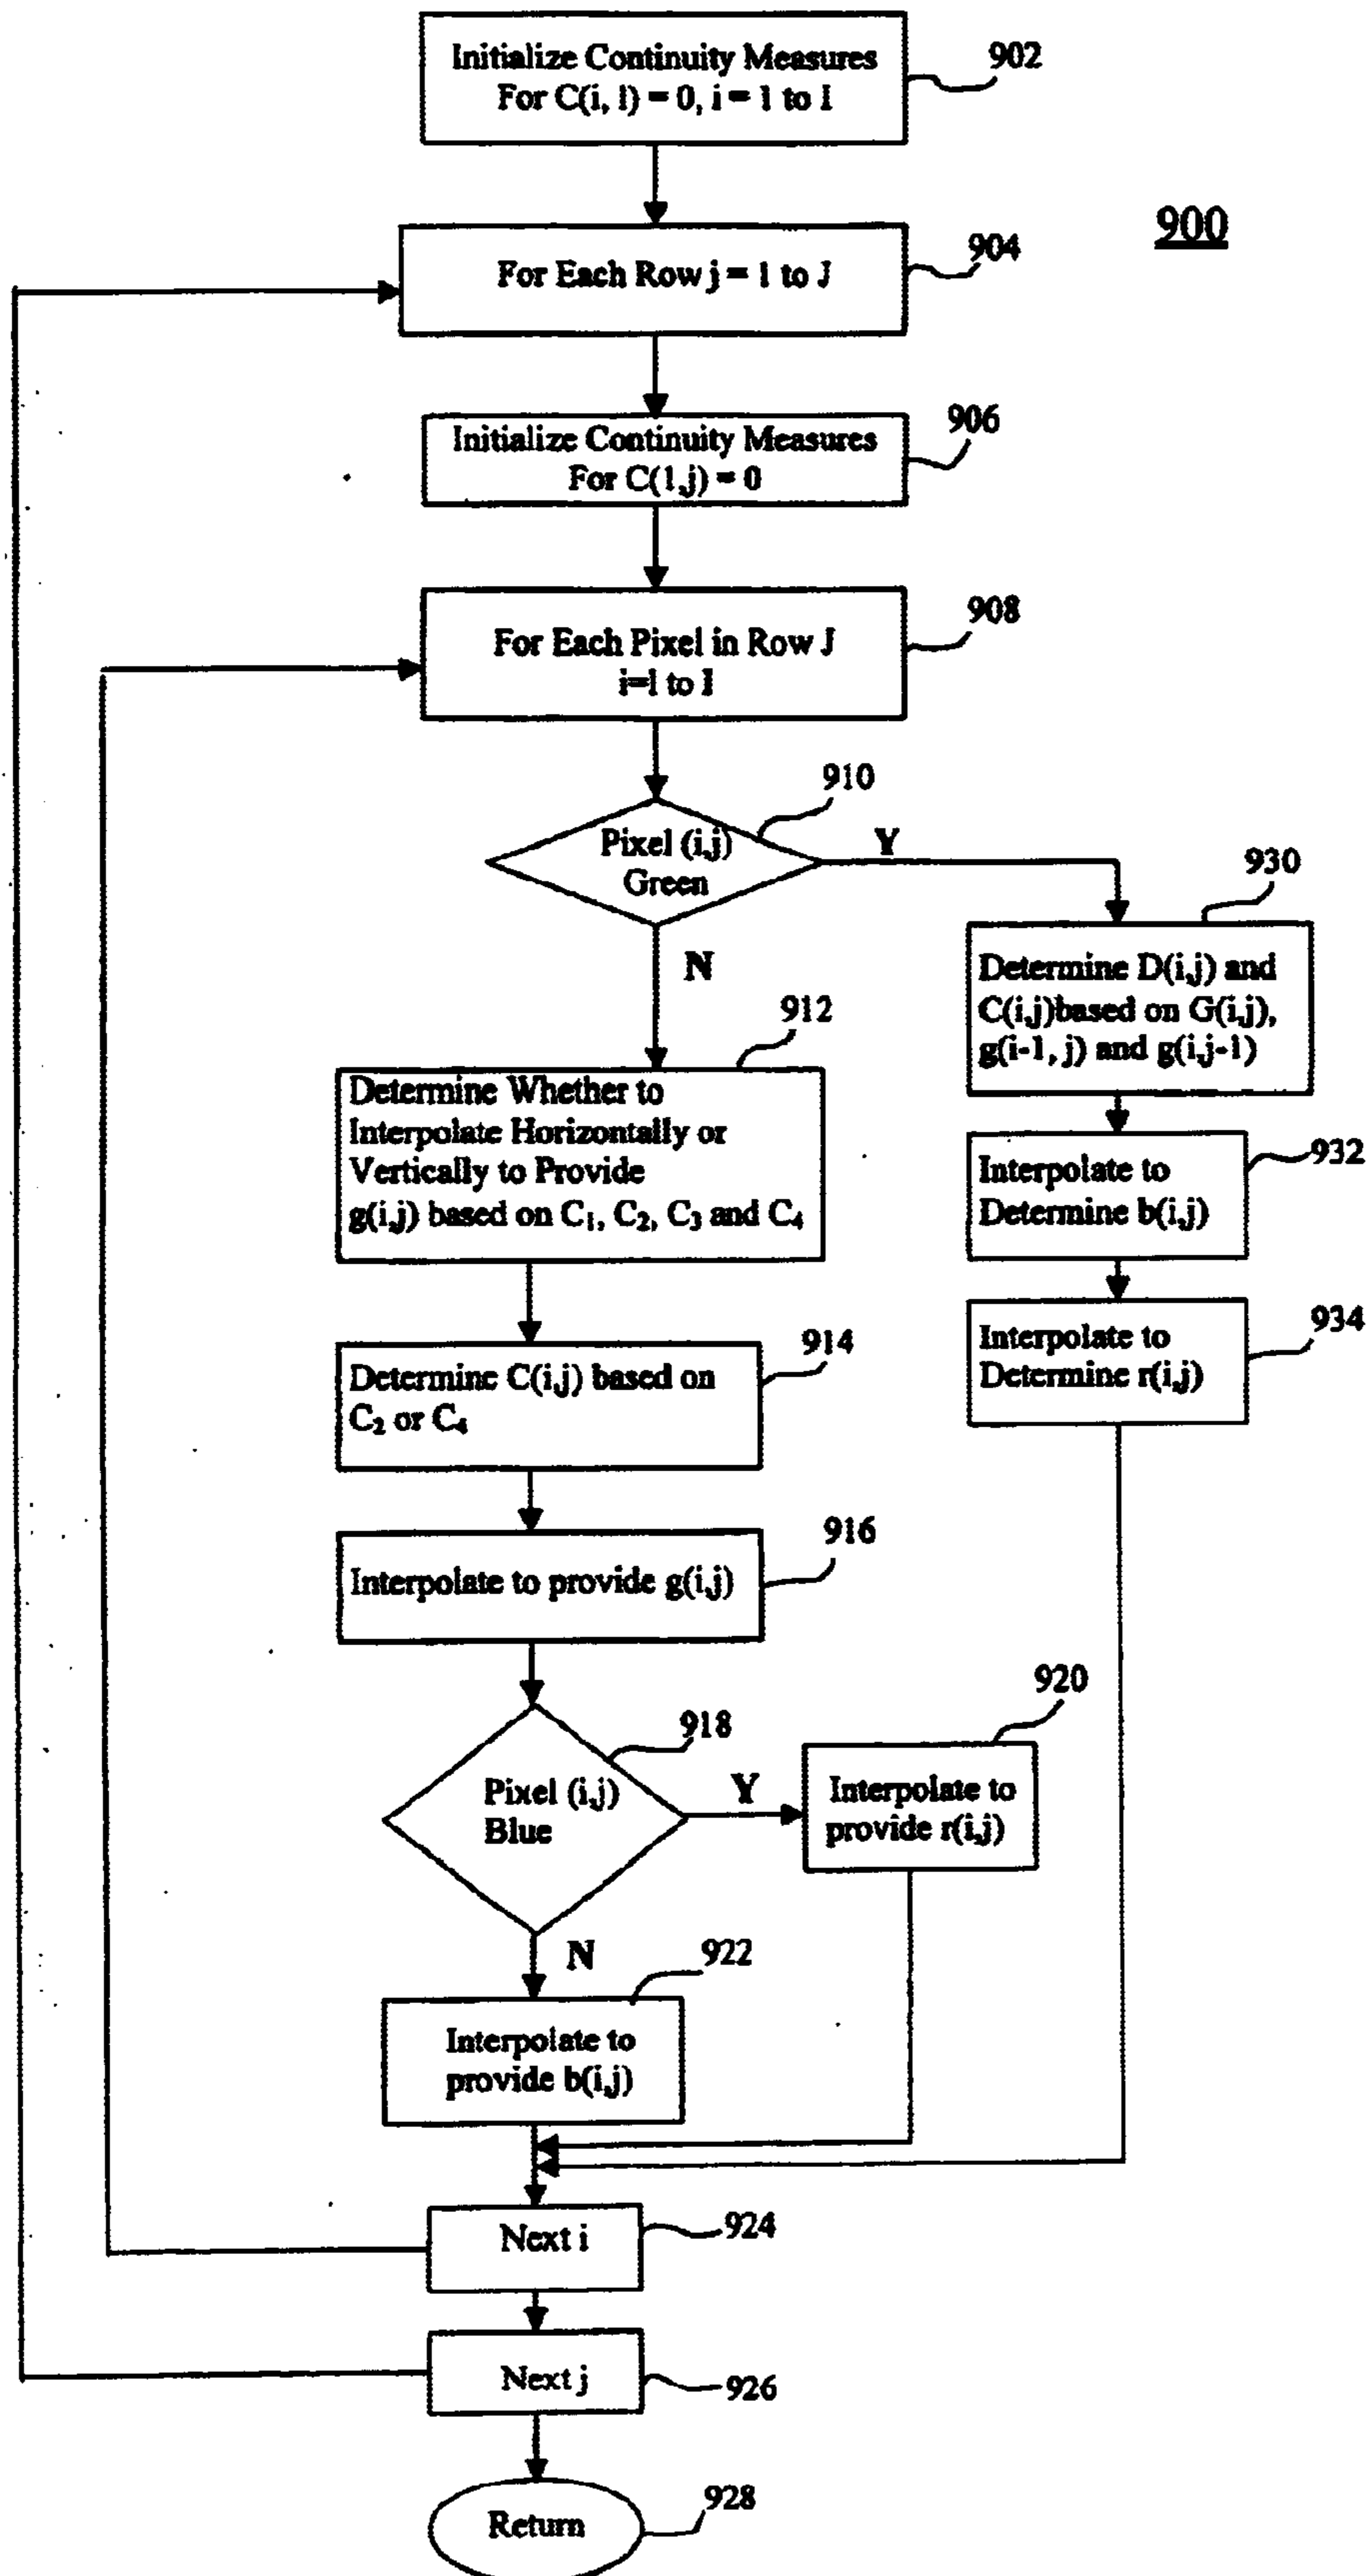 Initialize Continuity Measures
For C(i, 1) = 0, i = 1 to I
902
900
For Each Row j = 1 to J
904
Initialize Continuity Measures
For C(1,j) = 0
906
For Each Pixel in Row J
i=1 to I
908
Pixel (i,j)
Green
910
Y
N
930
Determine D(i,j) and
C(i,j)based on G(i,j),
g(i-1, j) and g(i,j-1)
912
Determine Whether to
Interpolate Horizontally or
Vertically to Provide
g(i,j) based on C₁, C₂, C₃ and C₄
Interpolate to
Determine b(i,j)
932
Interpolate to
Determine r(i,j)
934
Determine C(i,j) based on
C₂ or C₄
914
Interpolate to provide g(i,j)
916
Pixel (i,j)
Blue
918
Y
N
920
Interpolate to
provide r(i,j)
922
Interpolate to
provide b(i,j)
Next i
924
Next j
926
Return
928